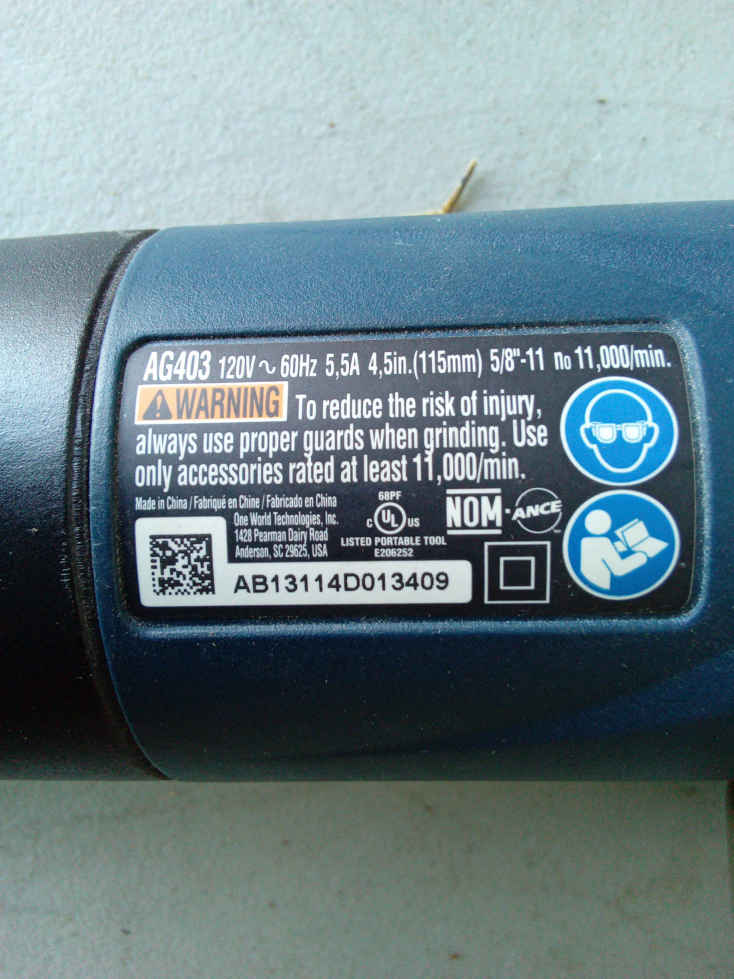 AG403 120V ~ 60Hz 5,5A 4,5in.(115mm) 5/8"-11 no 11,000/min.
WARNING To reduce the risk of injury,
always use proper guards when grinding. Use
only accessories rated at least 11,000/min.
Made in China / Fabriqué en Chine / Fabricado en China
One World Technologies, Inc.
1428 Pearman Dairy Road
Anderson, SC 29625, USA
68PF
C UL US
LISTED PORTABLE TOOL
E206252
NOM-ANCE
AB13114D013409